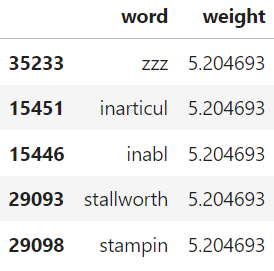 word weight
35233 zzz 5.204693
15451 inarticul 5.204693
15446 inabl 5.204693
29093 stallworth 5.204693
29098 stampin 5.204693